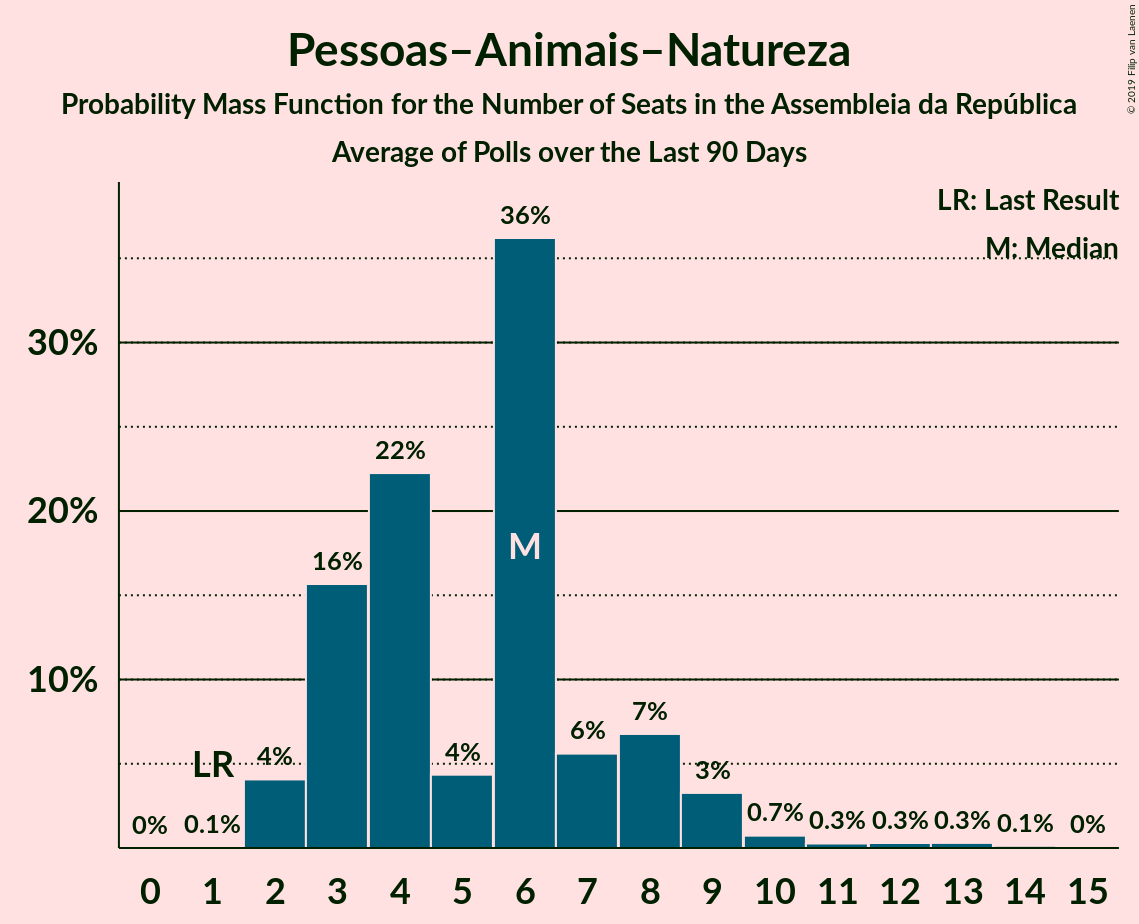 Pessoas–Animais–Natureza
Probability Mass Function for the Number of Seats in the Assembleia da República
Average of Polls over the Last 90 Days
© 2019 Filip van Laenen
LR: Last Result
M: Median
30%
20%
10%
0%
0.1%
LR
4%
16%
22%
4%
36%
M
6%
7%
3%
0.7%
0.3%
0.3%
0.3%
0.1%
0%
0 1 2 3 4 5 6 7 8 9 10 11 12 13 14 15